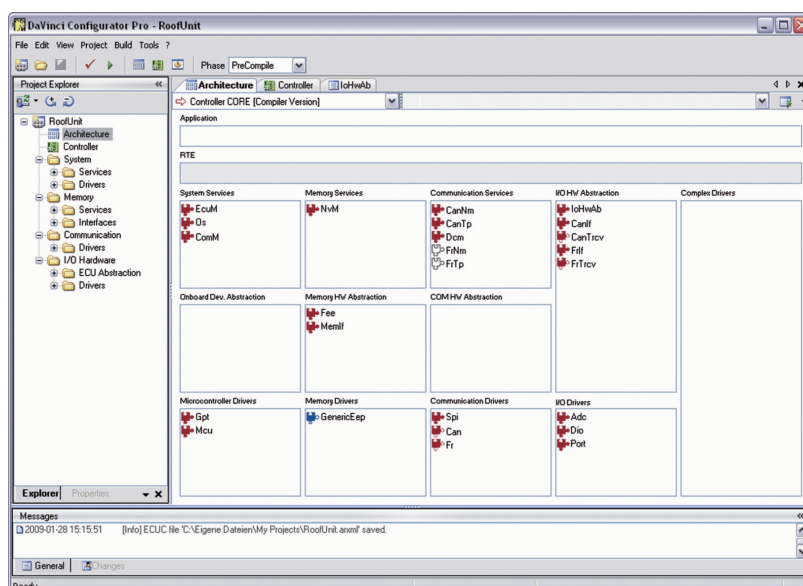 DaVinci Configurator Pro - RoofUnit
File Edit View Project Build Tools ?
Phase PreCompile
Project Explorer
RoofUnit
Architecture
Controller
System
Services
Drivers
Memory
Services
Interfaces
Communication
Drivers
I/O Hardware
ECU Abstraction
Drivers
Explorer Properties
Architecture Controller IoHwAb
Controller CORE [Compiler Version]
Application
RTE
System Services
EcuM
Os
ComM
Memory Services
NvM
Communication Services
CanNm
CanTp
Dcm
FrNm
FrTp
I/O HW Abstraction
IoHwAb
CanIf
CanTrcv
FrIf
FrTrcv
Complex Drivers
Onboard Dev. Abstraction
Memory HW Abstraction
Fee
MemIf
COM HW Abstraction
Microcontroller Drivers
Gpt
Mcu
Memory Drivers
GenericEep
Communication Drivers
Spi
Can
Fr
I/O Drivers
Adc
Dio
Port
Messages
2009-01-28 15:15:51 [Info] ECUC file 'C:\Eigene Dateien\My Projects\RoofUnit.arxml' saved.
General Changes
Ready